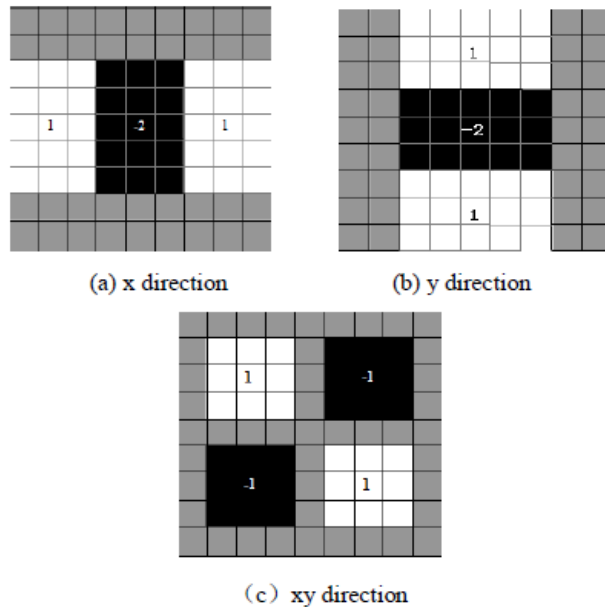 1 -2 1
1
-2
1
(a) x direction
(b) y direction
1 -1
-1 1
（c）xy direction